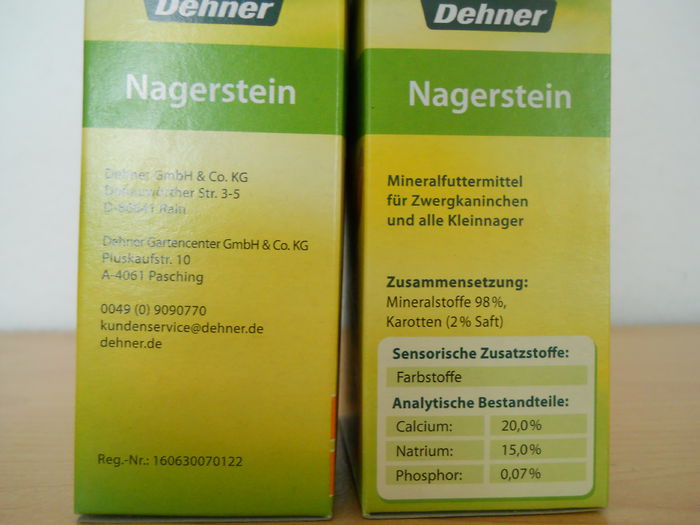 Dehner
Nagerstein
Dehner GmbH & Co. KG
Donauwörther Str. 3-5
D-86641 Rain
Dehner Gartencenter GmbH & Co. KG
Pluskaufstr. 10
A-4061 Pasching
0049 (0) 9090770
kundenservice@dehner.de
dehner.de
Reg.-Nr.: 160630070122
Dehner
Nagerstein
Mineralfuttermittel
für Zwergkaninchen
und alle Kleinnager
Zusammensetzung:
Mineralstoffe 98%,
Karotten (2% Saft)
Sensorische Zusatzstoffe:
Farbstoffe
Analytische Bestandteile:
Calcium: 20,0%
Natrium: 15,0%
Phosphor: 0,07%